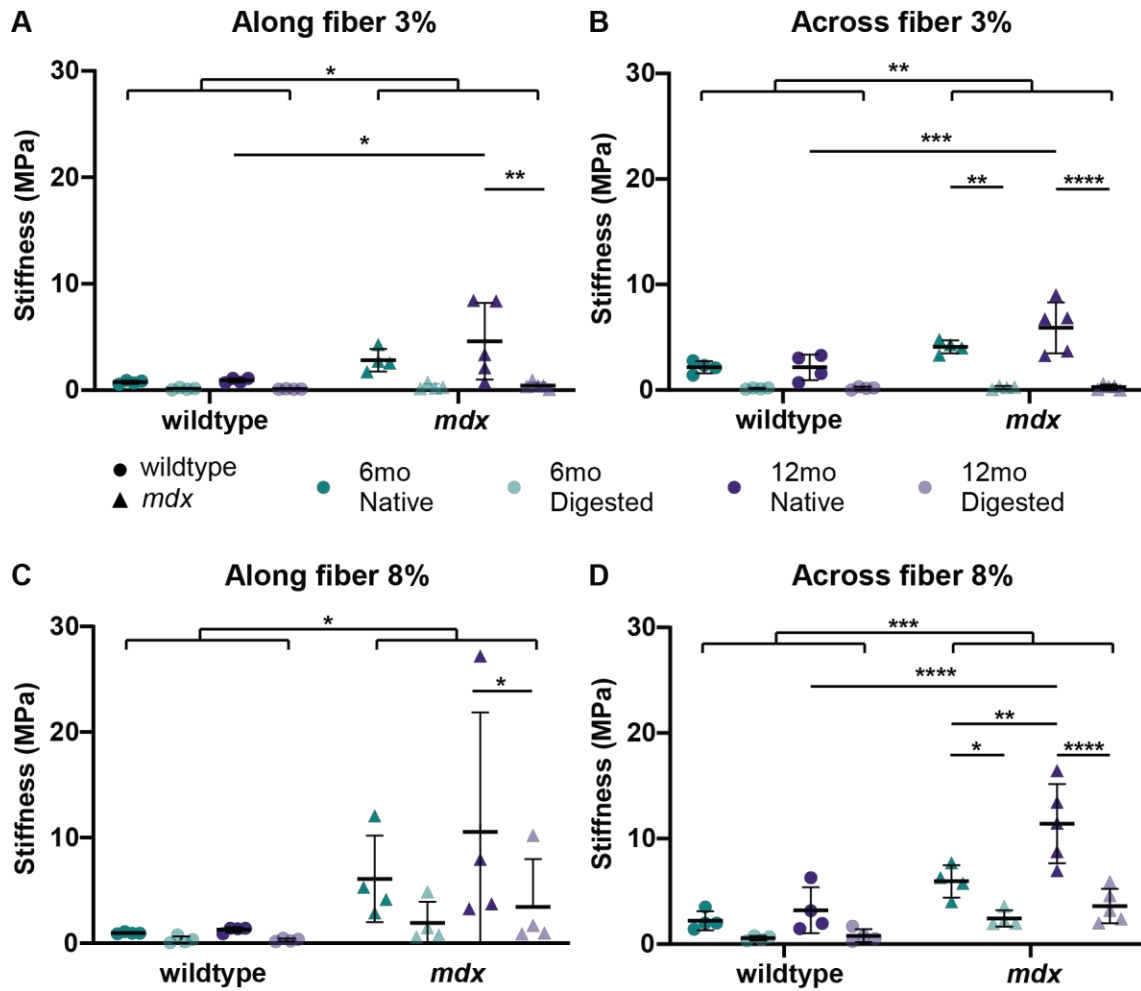 A Along fiber 3%
Stiffness (MPa)
30
20
10
0
*
*
**
wildtype mdx
B Across fiber 3%
Stiffness (MPa)
30
20
10
0
**
***
** ****
wildtype mdx
wildtype
mdx
6mo
Native
6mo
Digested
12mo
Native
12mo
Digested
C Along fiber 8%
Stiffness (MPa)
30
20
10
0
*
*
wildtype mdx
D Across fiber 8%
Stiffness (MPa)
30
20
10
0
***
****
**
* ****
wildtype mdx